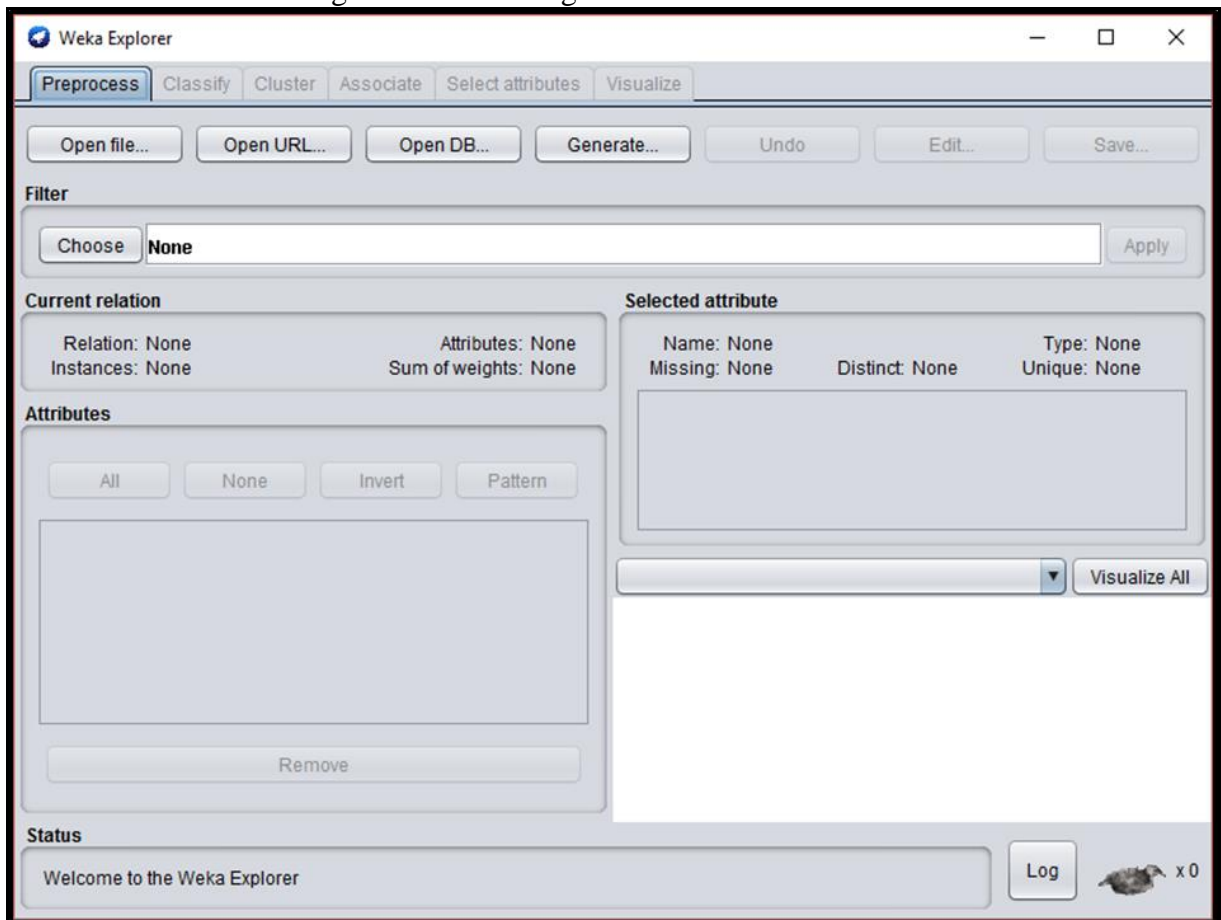 Weka Explorer
Preprocess Classify Cluster Associate Select attributes Visualize
Open file... Open URL... Open DB... Generate... Undo Edit... Save...
Filter
Choose None Apply
Current relation
Relation: None Attributes: None
Instances: None Sum of weights: None
Selected attribute
Name: None Type: None
Missing: None Distinct: None Unique: None
Attributes
All None Invert Pattern
Remove
Visualize All
Status
Welcome to the Weka Explorer
Log x 0